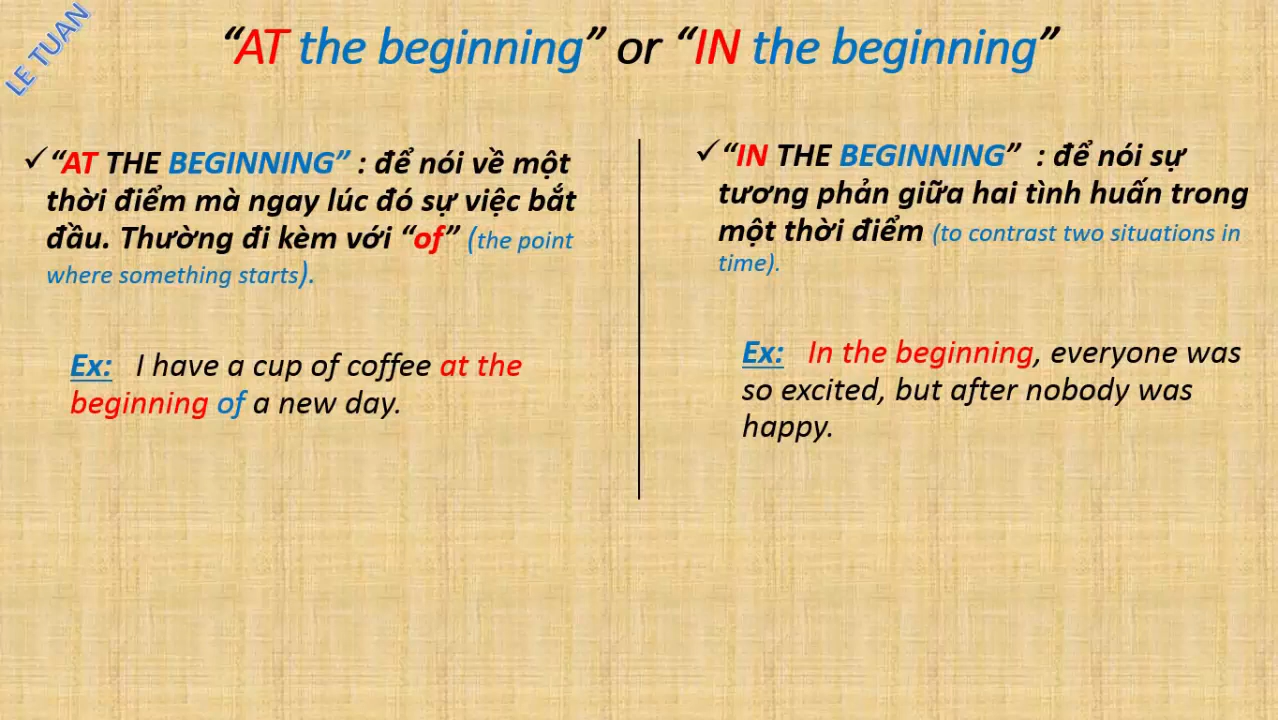 LE TUAN
“AT the beginning” or “IN the beginning”
✓“AT THE BEGINNING” : để nói về một
thời điểm mà ngay lúc đó sự việc bắt
đầu. Thường đi kèm với “of” (the point
where something starts).
Ex: I have a cup of coffee at the
beginning of a new day.
✓“IN THE BEGINNING” : để nói sự
tương phản giữa hai tình huấn trong
một thời điểm (to contrast two situations in
time).
Ex: In the beginning, everyone was
so excited, but after nobody was
happy.